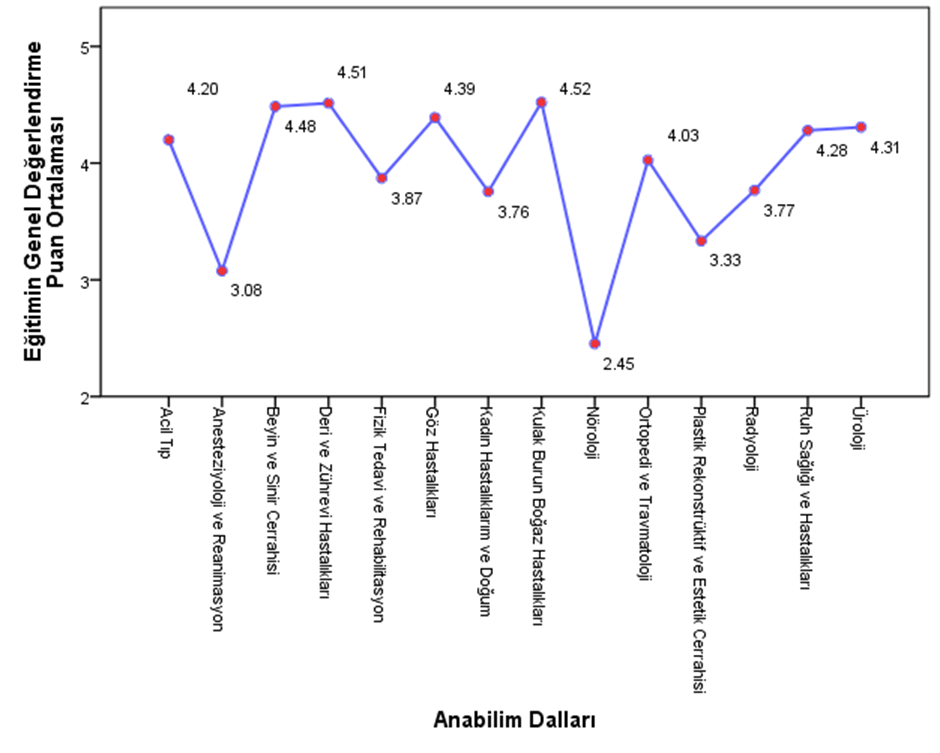 Eğitimin Genel Değerlendirme
Puan Ortalaması
5
4
3
2
4.20
3.08
4.48
4.51
3.87
4.39
3.76
4.52
2.45
4.03
3.33
3.77
4.28
4.31
Acil Tıp
Anesteziyoloji ve Reanimasyon
Beyin ve Sinir Cerrahisi
Deri ve Zührevi Hastalıkları
Fizik Tedavi ve Rehabilitasyon
Göz Hastalıkları
Kadın Hastalıklarım ve Doğum
Kulak Burun Boğaz Hastalıkları
Nöroloji
Ortopedi ve Travmatoloji
Plastik Rekonstrüktif ve Estetik Cerrahisi
Radyoloji
Ruh Sağlığı ve Hastalıkları
Üroloji
Anabilim Dalları